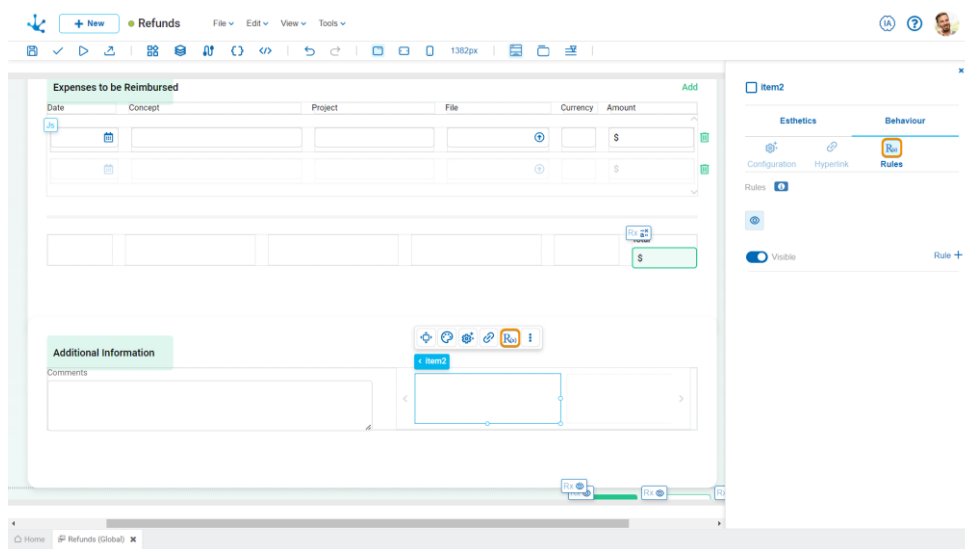 + New
Refunds
File
Edit
View
Tools
IA
?
1382px
Expenses to be Reimbursed
Add
Date
Concept
Project
File
Currency
Amount
Js
$
$
Rx
$
Additional Information
R(x)
‹ item2
Comments
Rx
Rx
item2
Esthetics
Behaviour
R(x)
Configuration
Hyperlink
Rules
Rules
Visible
Rule +
Home
Refunds (Global)